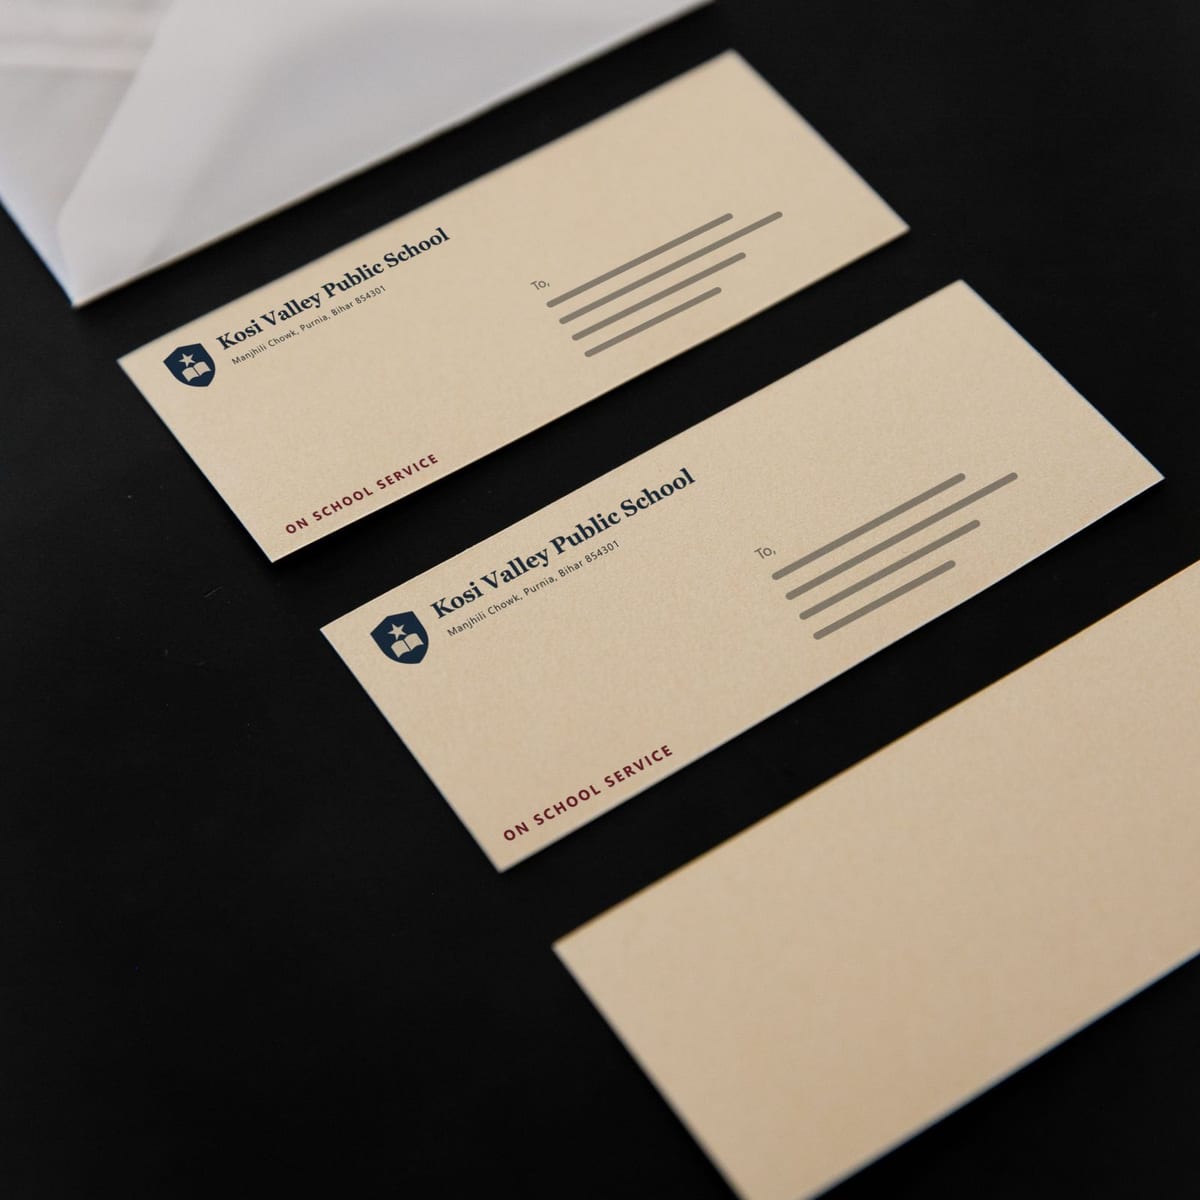 Kosi Valley Public School
Manjhili Chowk, Purnia, Bihar 854301
To,
ON SCHOOL SERVICE
Kosi Valley Public School
Manjhili Chowk, Purnia, Bihar 854301
To,
ON SCHOOL SERVICE